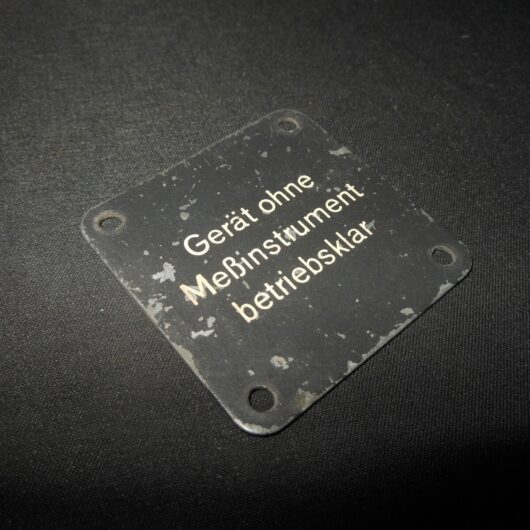 Gerät ohne
Meßinstrument
betriebsklar